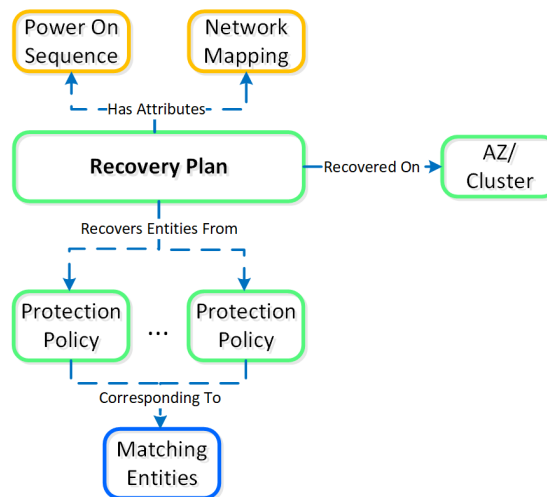 Power On
Sequence
Network
Mapping
Has Attributes
Recovery Plan
Recovered On
AZ/
Cluster
Recovers Entities From
Protection
Policy
...
Protection
Policy
Corresponding To
Matching
Entities